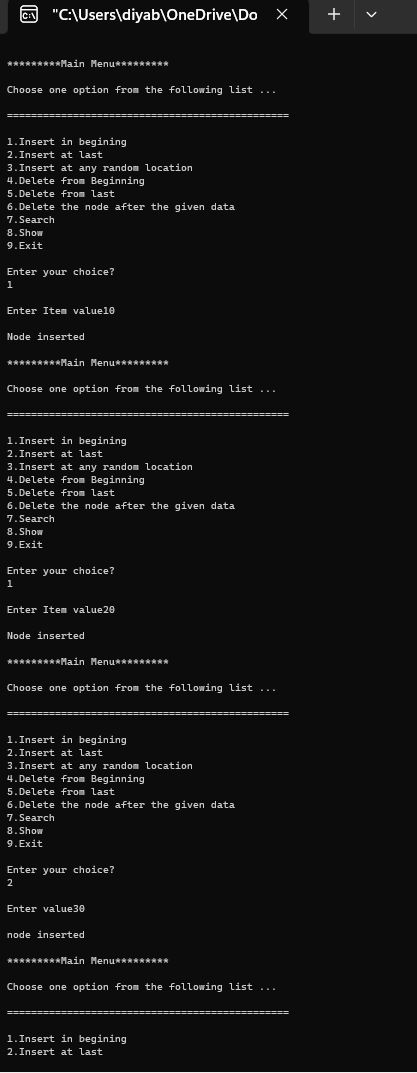 "C:\Users\diyab\OneDrive\Do
*********Main Menu*********
Choose one option from the following list ...
===============================================
1.Insert in begining
2.Insert at last
3.Insert at any random location
4.Delete from Beginning
5.Delete from last
6.Delete the node after the given data
7.Search
8.Show
9.Exit
Enter your choice?
1
Enter Item value10
Node inserted
*********Main Menu*********
Choose one option from the following list ...
===============================================
1.Insert in begining
2.Insert at last
3.Insert at any random location
4.Delete from Beginning
5.Delete from last
6.Delete the node after the given data
7.Search
8.Show
9.Exit
Enter your choice?
1
Enter Item value20
Node inserted
*********Main Menu*********
Choose one option from the following list ...
===============================================
1.Insert in begining
2.Insert at last
3.Insert at any random location
4.Delete from Beginning
5.Delete from last
6.Delete the node after the given data
7.Search
8.Show
9.Exit
Enter your choice?
2
Enter value30
node inserted
*********Main Menu*********
Choose one option from the following list ...
===============================================
1.Insert in begining
2.Insert at last